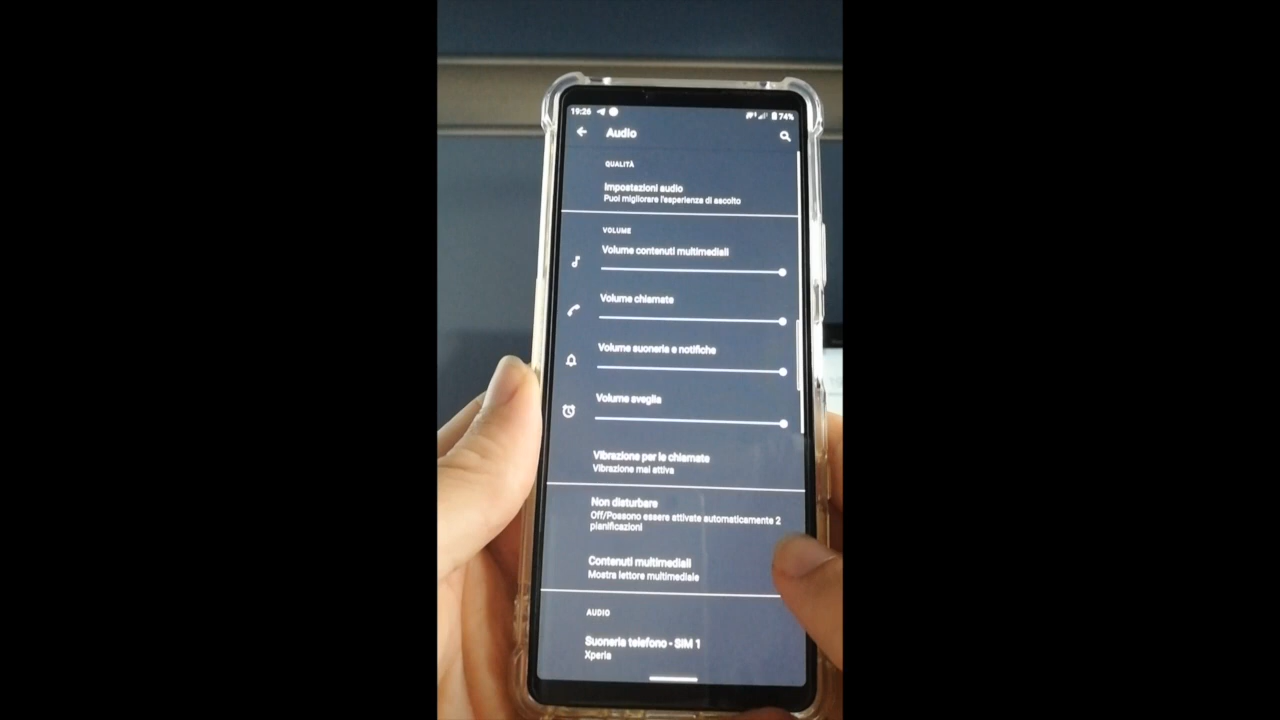 19:26
74%
Audio
QUALITÀ
Impostazioni audio
Puoi migliorare l'esperienza di ascolto
VOLUME
Volume contenuti multimediali
Volume chiamate
Volume suoneria e notifiche
Volume sveglia
Vibrazione per le chiamate
Vibrazione mai attiva
Non disturbare
Off/Possono essere attivate automaticamente 2
pianificazioni
Contenuti multimediali
Mostra lettore multimediale
AUDIO
Suoneria telefono - SIM 1
Xperia